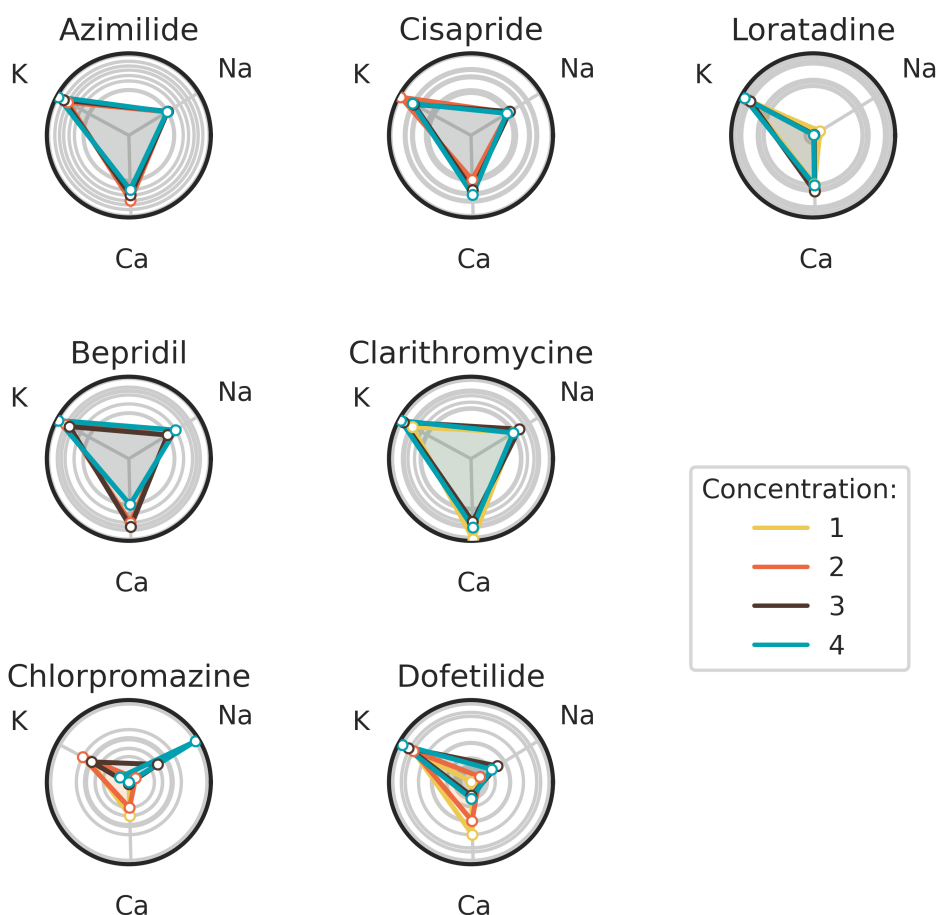 Azimilide
K
Na
Ca
Cisapride
K
Na
Ca
Loratadine
K
Na
Ca
Bepridil
K
Na
Ca
Clarithromycine
K
Na
Ca
Concentration:
1
2
3
4
Chlorpromazine
K
Na
Ca
Dofetilide
K
Na
Ca